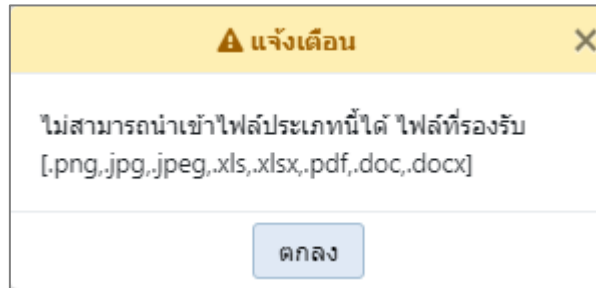 แจ้งเตือน
ไม่สามารถนำเข้าไฟล์ประเภทนี้ได้ ไฟล์ที่รองรับ
[.png,.jpg,.jpeg,.xls,.xlsx,.pdf,.doc,.docx]
ตกลง